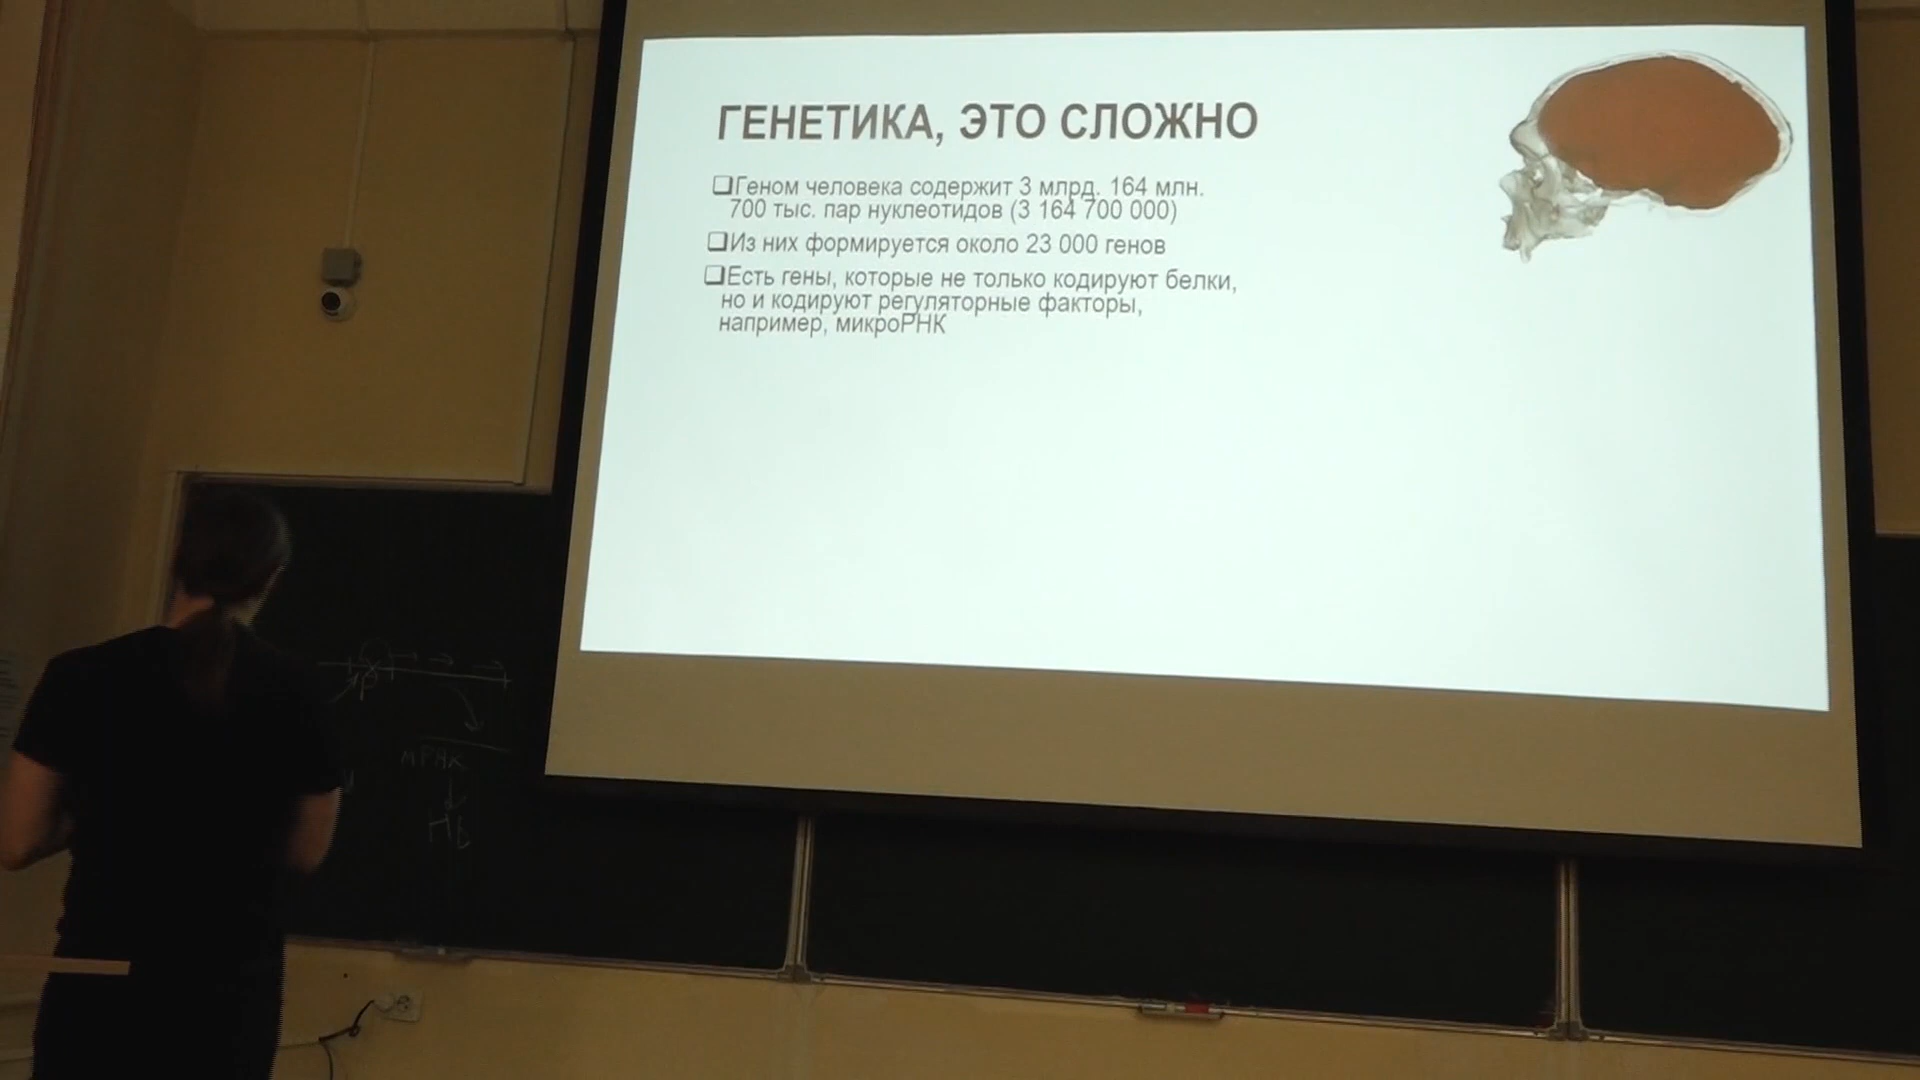 ГЕНЕТИКА, ЭТО СЛОЖНО
Геном человека содержит 3 млрд. 164 млн.
700 тыс. пар нуклеотидов (3 164 700 000)
Из них формируется около 23 000 генов
Есть гены, которые не только кодируют белки,
но и кодируют регуляторные факторы,
например, микроРНК
мРНК